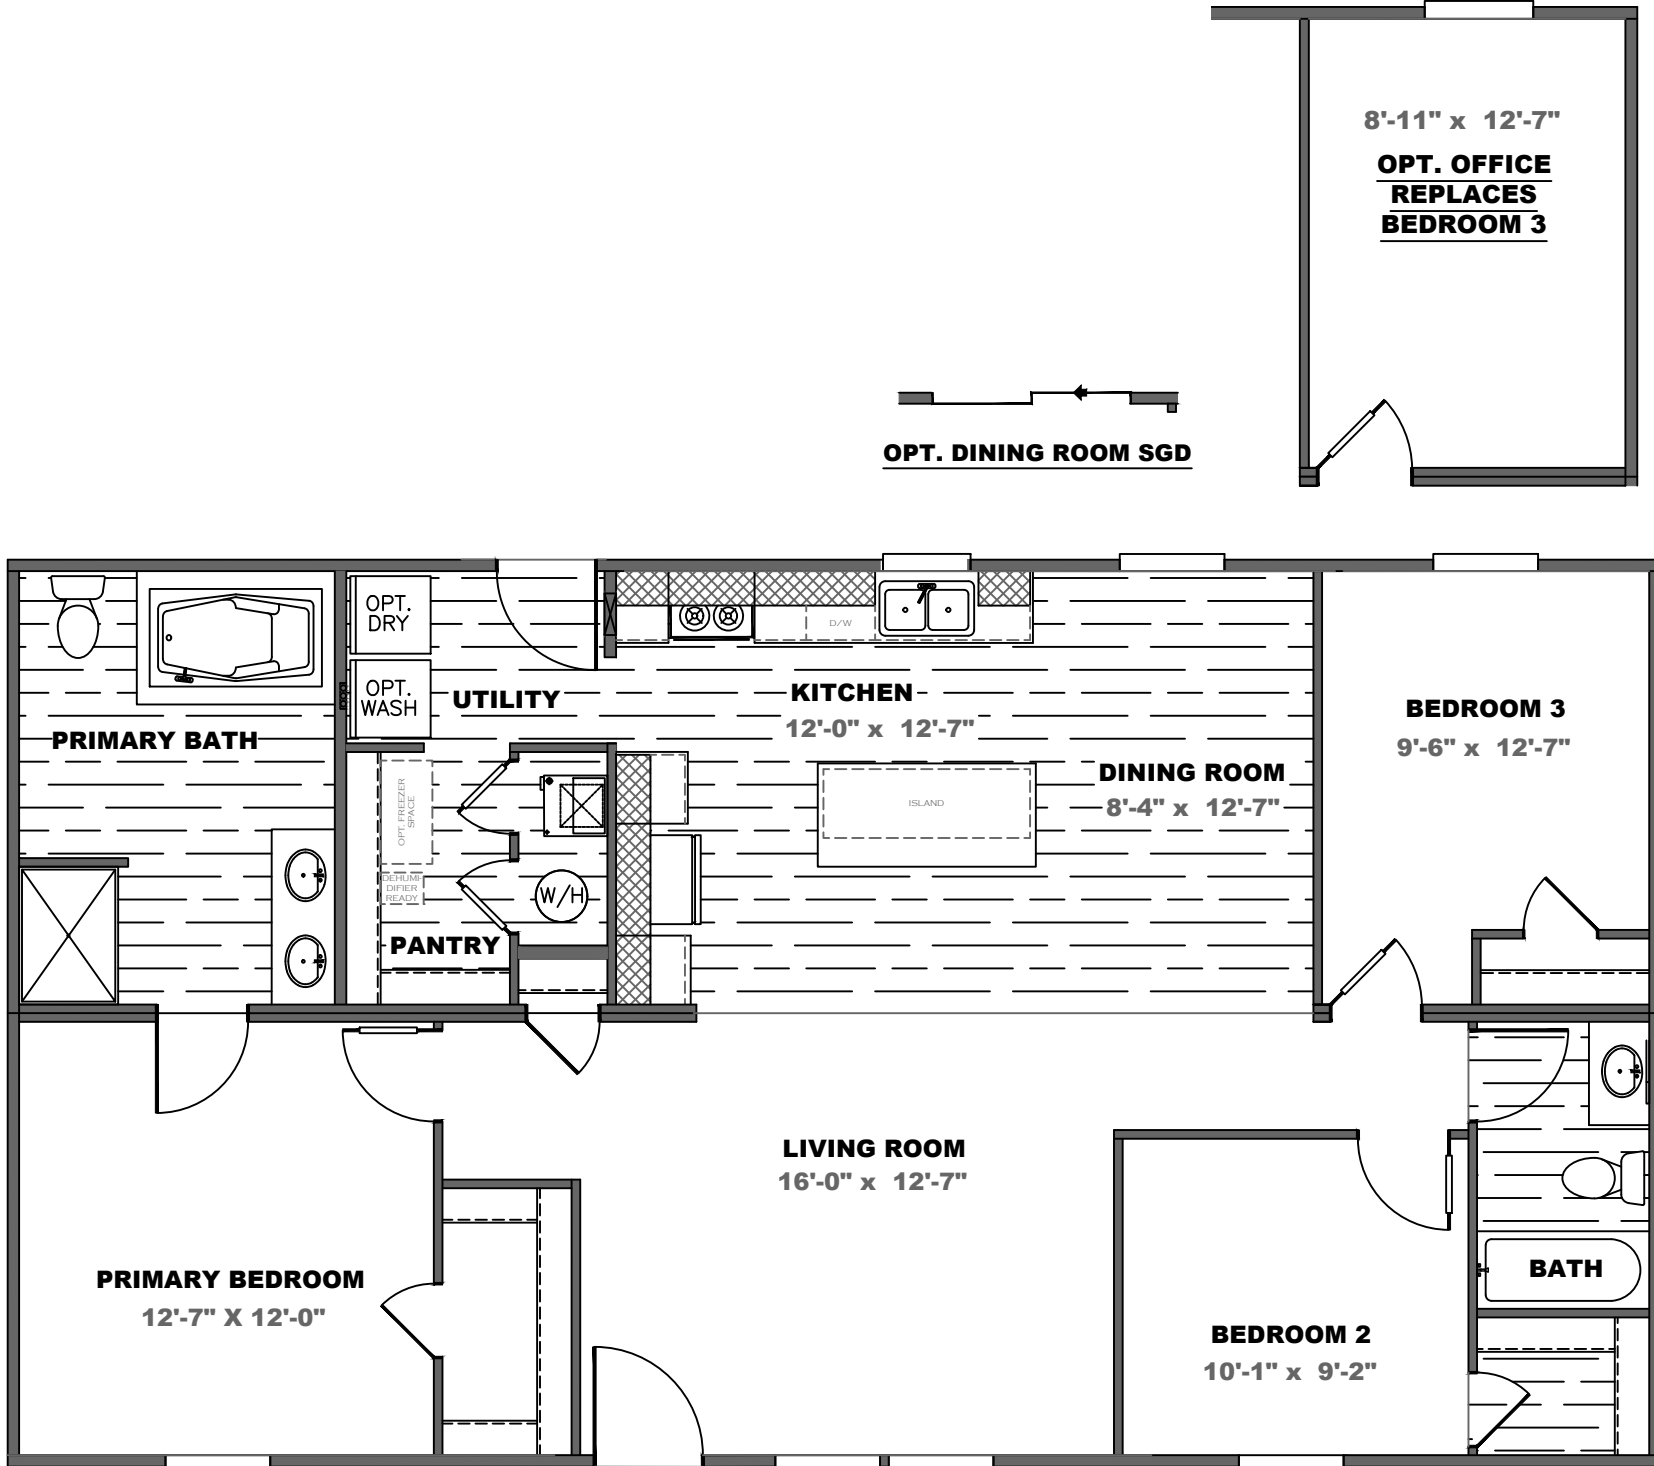 8'-11" x 12'-7"
OPT. OFFICE
REPLACES
BEDROOM 3
OPT. DINING ROOM SGD
OPT.
DRY
OPT.
WASH
UTILITY
PRIMARY BATH
D/W
KITCHEN
12'-0" x 12'-7"
DINING ROOM
8'-4" x 12'-7"
ISLAND
BEDROOM 3
9'-6" x 12'-7"
OPT. FREEZER
SPACE
DEHUMI-
DIFIER
READY
W/H
PANTRY
LIVING ROOM
16'-0" x 12'-7"
PRIMARY BEDROOM
12'-7" X 12'-0"
BATH
BEDROOM 2
10'-1" x 9'-2"